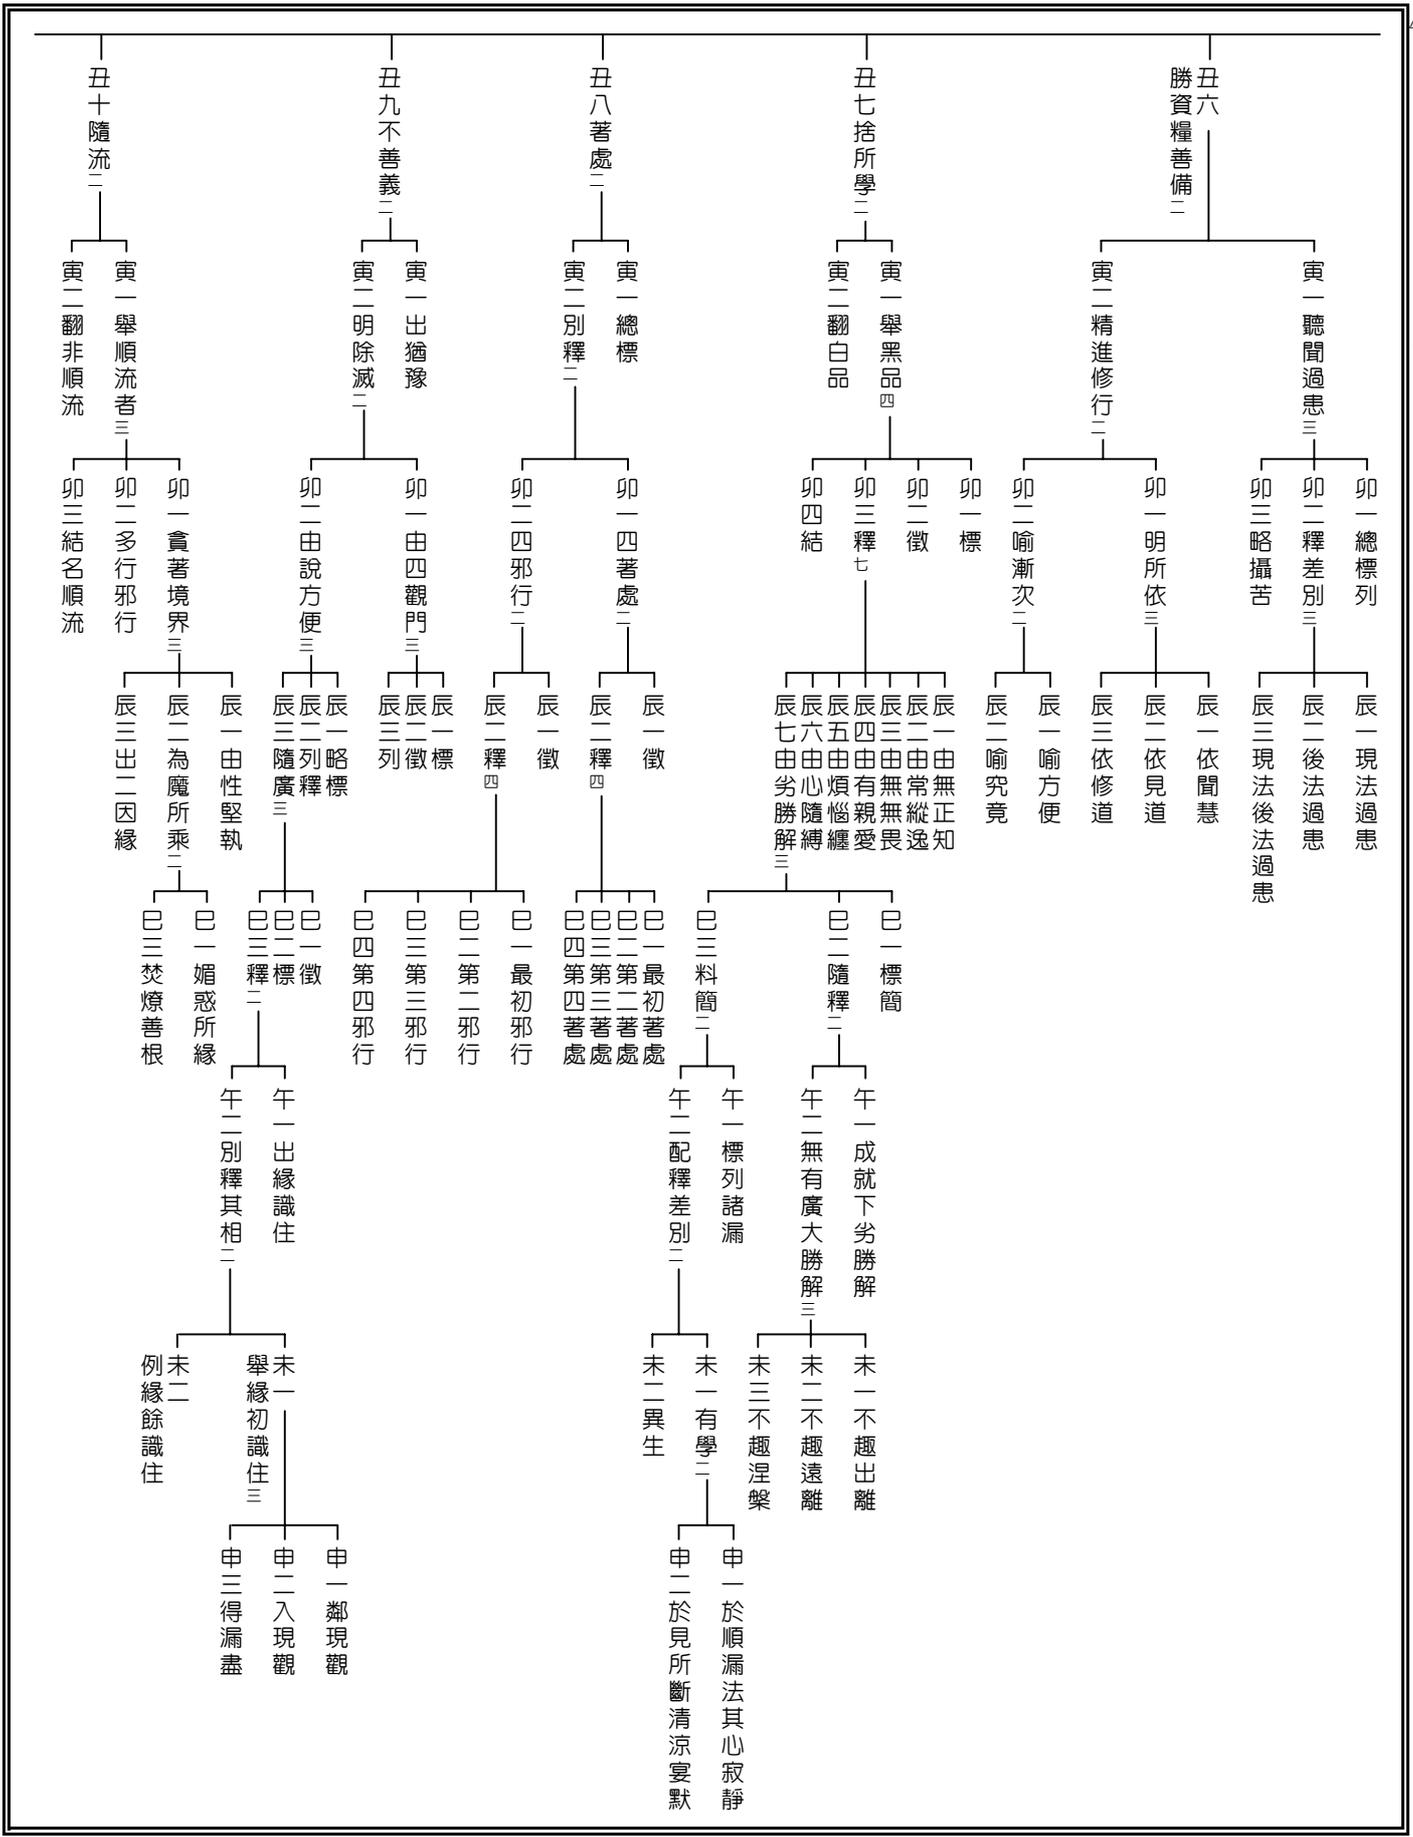 丑六
勝資糧善備二
寅一聽聞過患三
卯一總標列
卯二釋差別三
辰一現法過患
辰二後法過患
辰三現法後法過患
卯三略攝苦
寅二精進修行二
卯一明所依三
辰一依聞慧
辰二依見道
辰三依修道
卯二喻漸次二
辰一喻方便
辰二喻究竟
丑七捨所學二
寅一舉黑品四
卯一標
卯二徵
卯三釋七
辰一由無正知
辰二由常縱逸
辰三由無無畏
辰四由有親愛
辰五由煩惱纏
辰六由心隨縛
辰七由劣勝解三
巳一標簡
巳二隨釋二
午一成就下劣勝解
午二無有廣大勝解三
未一不趣出離
未二不趣遠離
未三不趣涅槃
巳三料簡二
午一標列諸漏
午二配釋差別二
未一有學二
申一於順漏法其心寂靜
申二於見所斷清涼宴默
未二異生
卯四結
寅二翻白品
丑八著處二
寅一總標
寅二別釋二
卯一四著處二
辰一徵
辰二釋四
巳一最初著處
巳二第二著處
巳三第三著處
巳四第四著處
卯二四邪行二
辰一徵
辰二釋四
巳一最初邪行
巳二第二邪行
巳三第三邪行
巳四第四邪行
丑九不善義二
寅一出猶豫
寅二明除滅二
卯一由四觀門三
辰一標
辰二徵
辰三列
卯二由說方便三
辰一略標
辰二列釋
辰三隨廣三
巳一徵
巳二標
巳三釋二
午一出緣識住
午二別釋其相二
未一
舉緣初識住三
申一鄰現觀
申二入現觀
申三得漏盡
未二
例緣餘識住
丑十隨流二
寅一舉順流者三
卯一貪著境界三
辰一由性堅執
辰二為魔所乘二
巳一媚惑所緣
巳三焚燎善根
辰三出二因緣
卯二多行邪行
卯三結名順流
寅二翻非順流